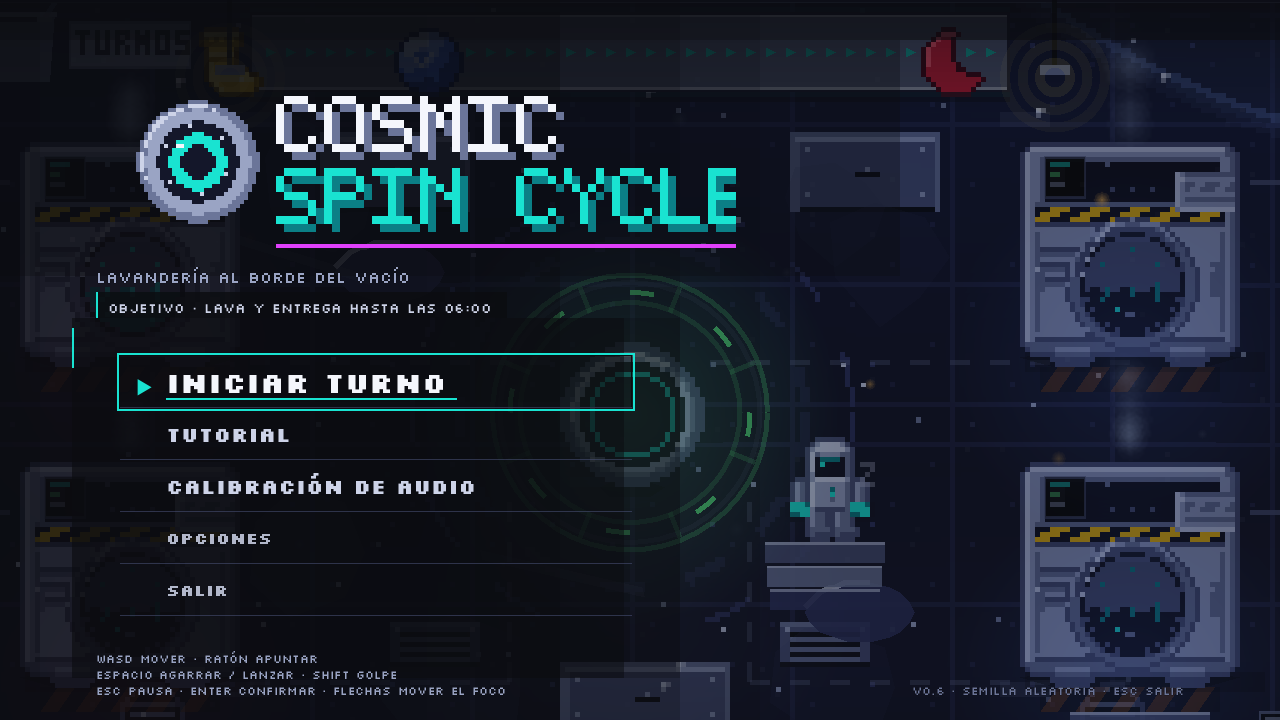 TURNOS
COSMIC
SPIN CYCLE
LAVANDERÍA AL BORDE DEL VACÍO
OBJETIVO · LAVA Y ENTREGA HASTA LAS 06:00
INICIAR TURNO
TUTORIAL
CALIBRACIÓN DE AUDIO
OPCIONES
SALIR
WASD MOVER · RATÓN APUNTAR
ESPACIO AGARRAR / LANZAR · SHIFT GOLPE
ESC PAUSA · ENTER CONFIRMAR · FLECHAS MOVER EL FOCO
V0.6 · SEMILLA ALEATORIA · ESC SALIR